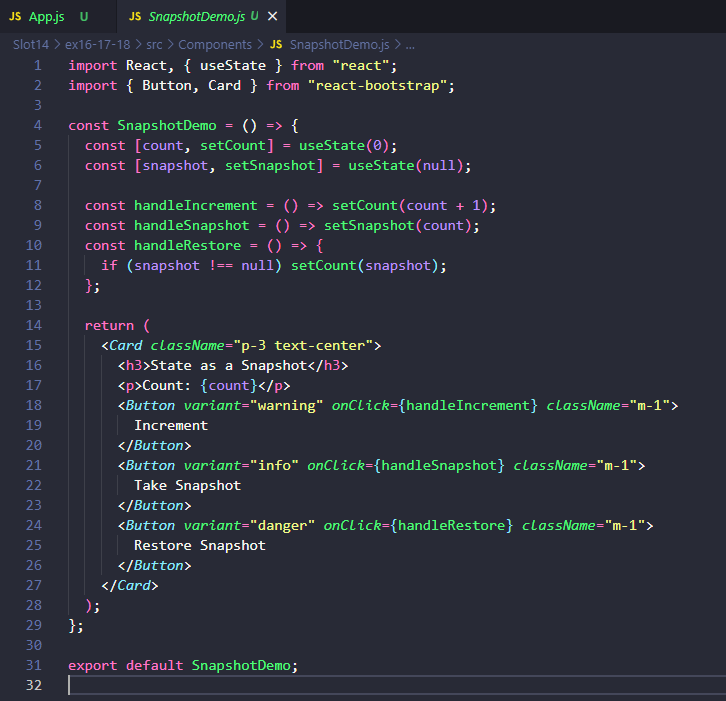 JS App.js U JS SnapshotDemo.js U ×
Slot14 > ex16-17-18 > src > Components > JS SnapshotDemo.js > ...
1 import React, { useState } from "react";
2 import { Button, Card } from "react-bootstrap";
3
4 const SnapshotDemo = () => {
5   const [count, setCount] = useState(0);
6   const [snapshot, setSnapshot] = useState(null);
7
8   const handleIncrement = () => setCount(count + 1);
9   const handleSnapshot = () => setSnapshot(count);
10   const handleRestore = () => {
11     if (snapshot !== null) setCount(snapshot);
12   };
13
14   return (
15     <Card className="p-3 text-center">
16       <h3>State as a Snapshot</h3>
17       <p>Count: {count}</p>
18       <Button variant="warning" onClick={handleIncrement} className="m-1">
19         Increment
20       </Button>
21       <Button variant="info" onClick={handleSnapshot} className="m-1">
22         Take Snapshot
23       </Button>
24       <Button variant="danger" onClick={handleRestore} className="m-1">
25         Restore Snapshot
26       </Button>
27     </Card>
28   );
29 };
30
31 export default SnapshotDemo;
32